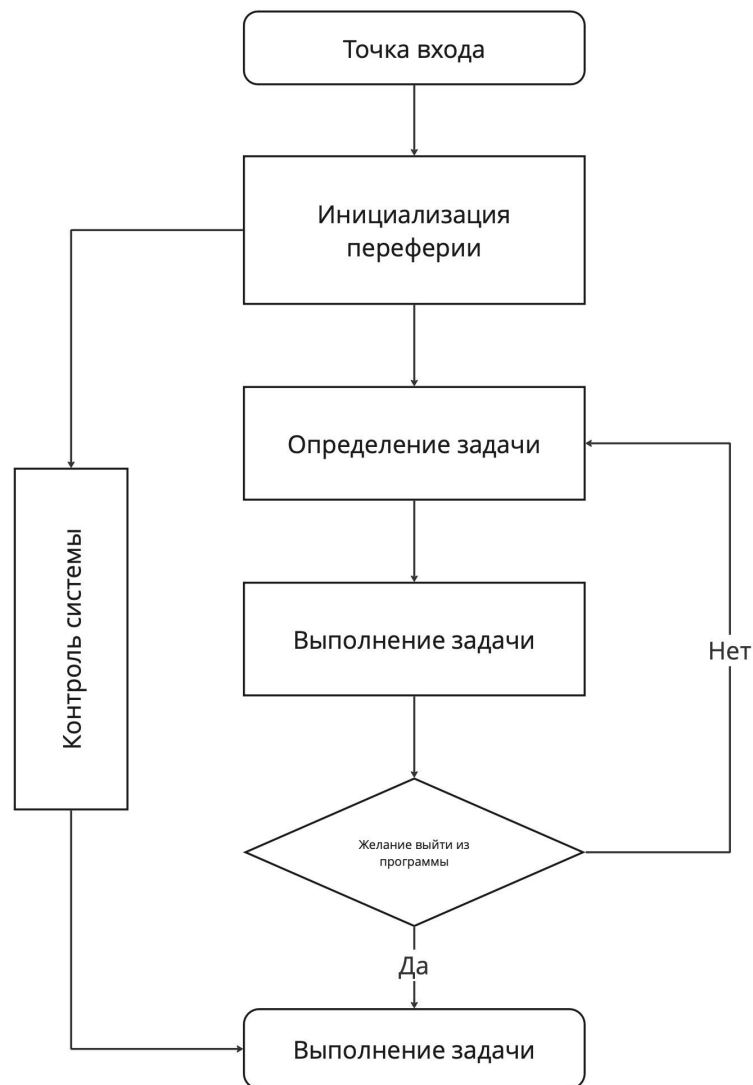 Точка входа
Инициализация
переферии
Определение задачи
Контроль системы
Выполнение задачи
Нет
Желание выйти из
программы
Да
Выполнение задачи